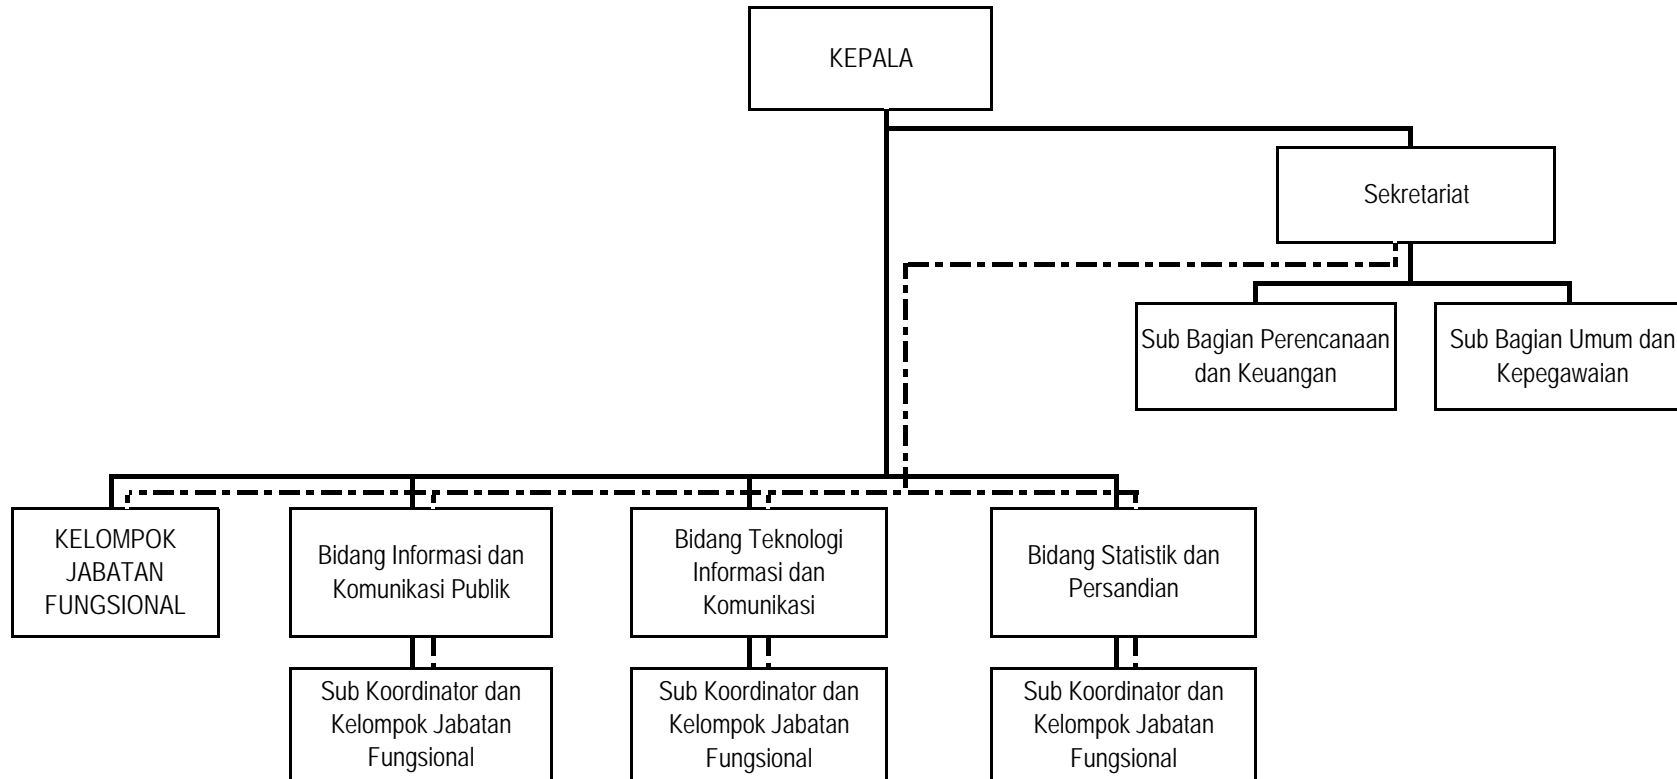 KEPALA
Sekretariat
Sub Bagian Perencanaan
dan Keuangan
Sub Bagian Umum dan
Kepegawaian
KELOMPOK
JABATAN
FUNGSIONAL
Bidang Informasi dan
Komunikasi Publik
Bidang Teknologi
Informasi dan
Komunikasi
Bidang Statistik dan
Persandian
Sub Koordinator dan
Kelompok Jabatan
Fungsional
Sub Koordinator dan
Kelompok Jabatan
Fungsional
Sub Koordinator dan
Kelompok Jabatan
Fungsional